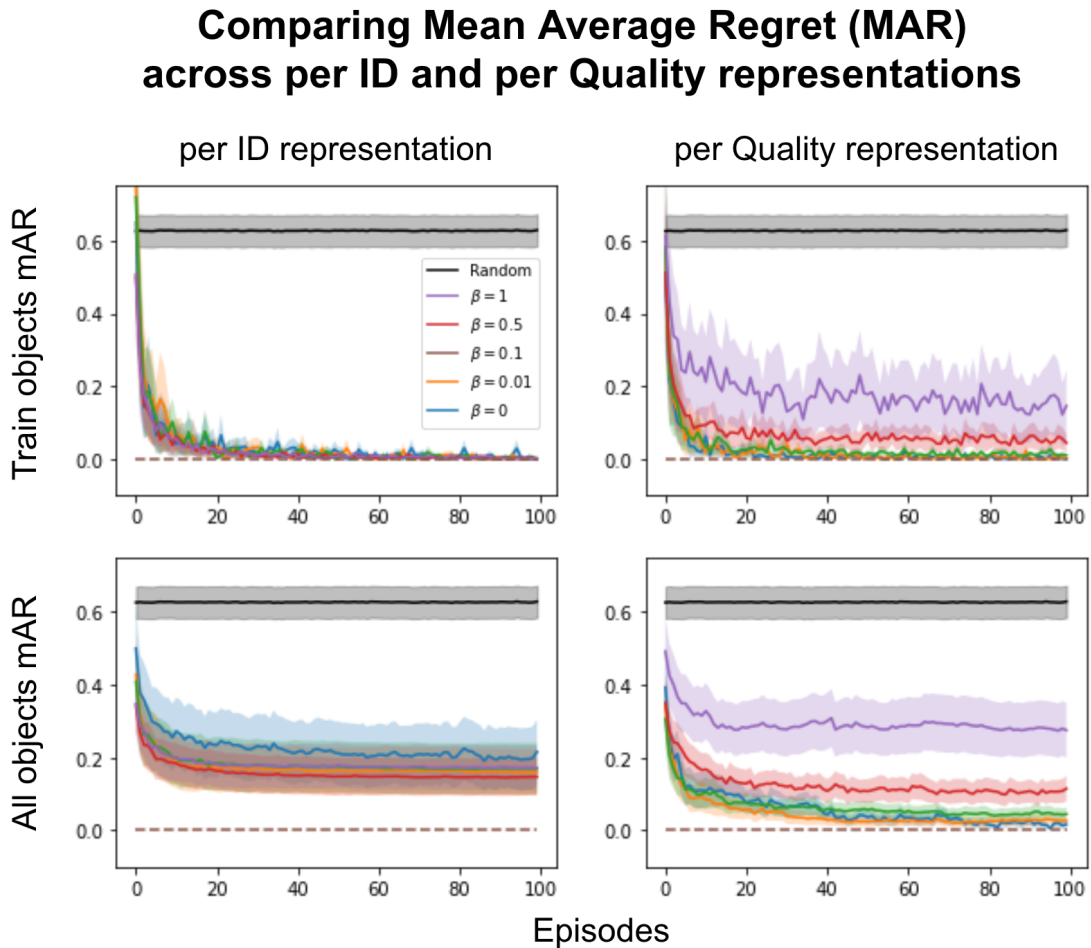 Comparing Mean Average Regret (MAR)
across per ID and per Quality representations
per ID representation
per Quality representation
Train objects mAR
0.6
0.4
0.2
0.0
Random
β = 1
β = 0.5
β = 0.1
β = 0.01
β = 0
0 20 40 60 80 100
0.6
0.4
0.2
0.0
0 20 40 60 80 100
All objects mAR
0.6
0.4
0.2
0.0
0 20 40 60 80 100
0.6
0.4
0.2
0.0
0 20 40 60 80 100
Episodes